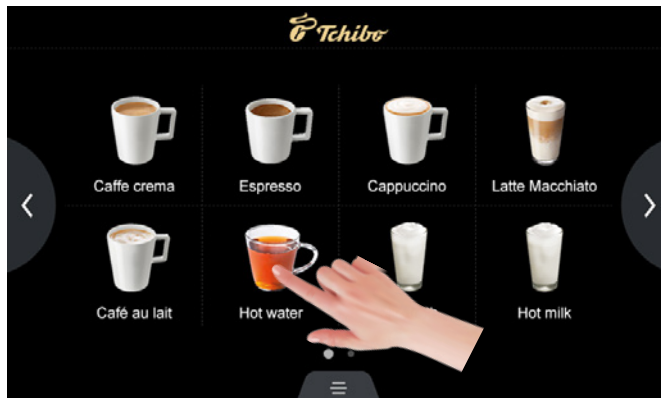 Tchibo
Caffe crema
Espresso
Cappuccino
Latte Macchiato
Café au lait
Hot water
Hot milk